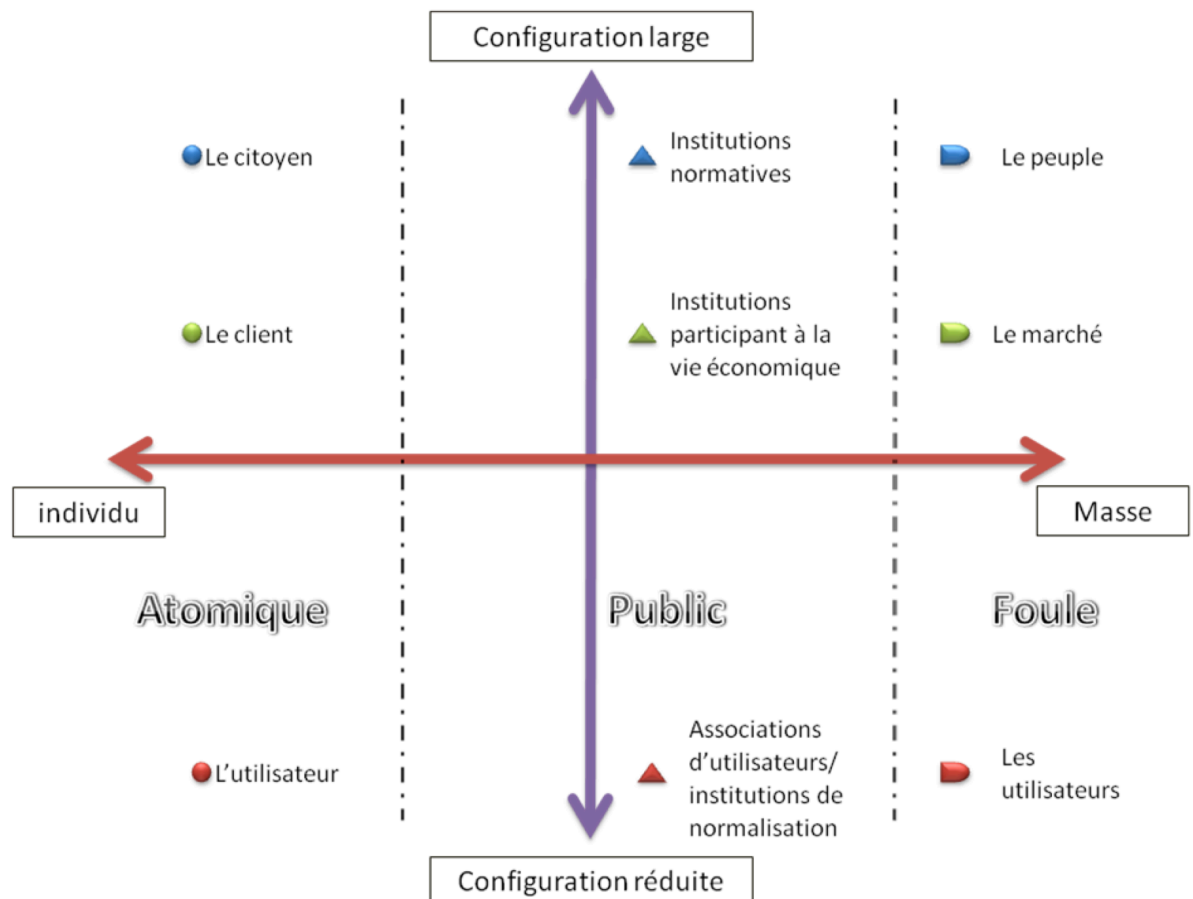 Configuration large
Le citoyen
Institutions
normatives
Le peuple
Le client
Institutions
participant à la
vie économique
Le marché
individu
Masse
Atomique
Public
Foule
L’utilisateur
Associations
d’utilisateurs/
institutions de
normalisation
Les
utilisateurs
Configuration réduite